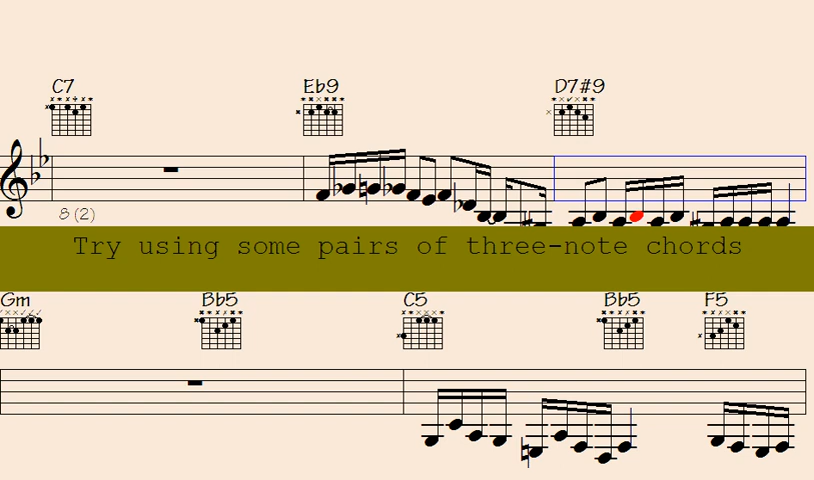 C7 Eb9 D7#9
8 (2)
Try using some pairs of three-note chords
Gm Bb5 C5 Bb5 F5